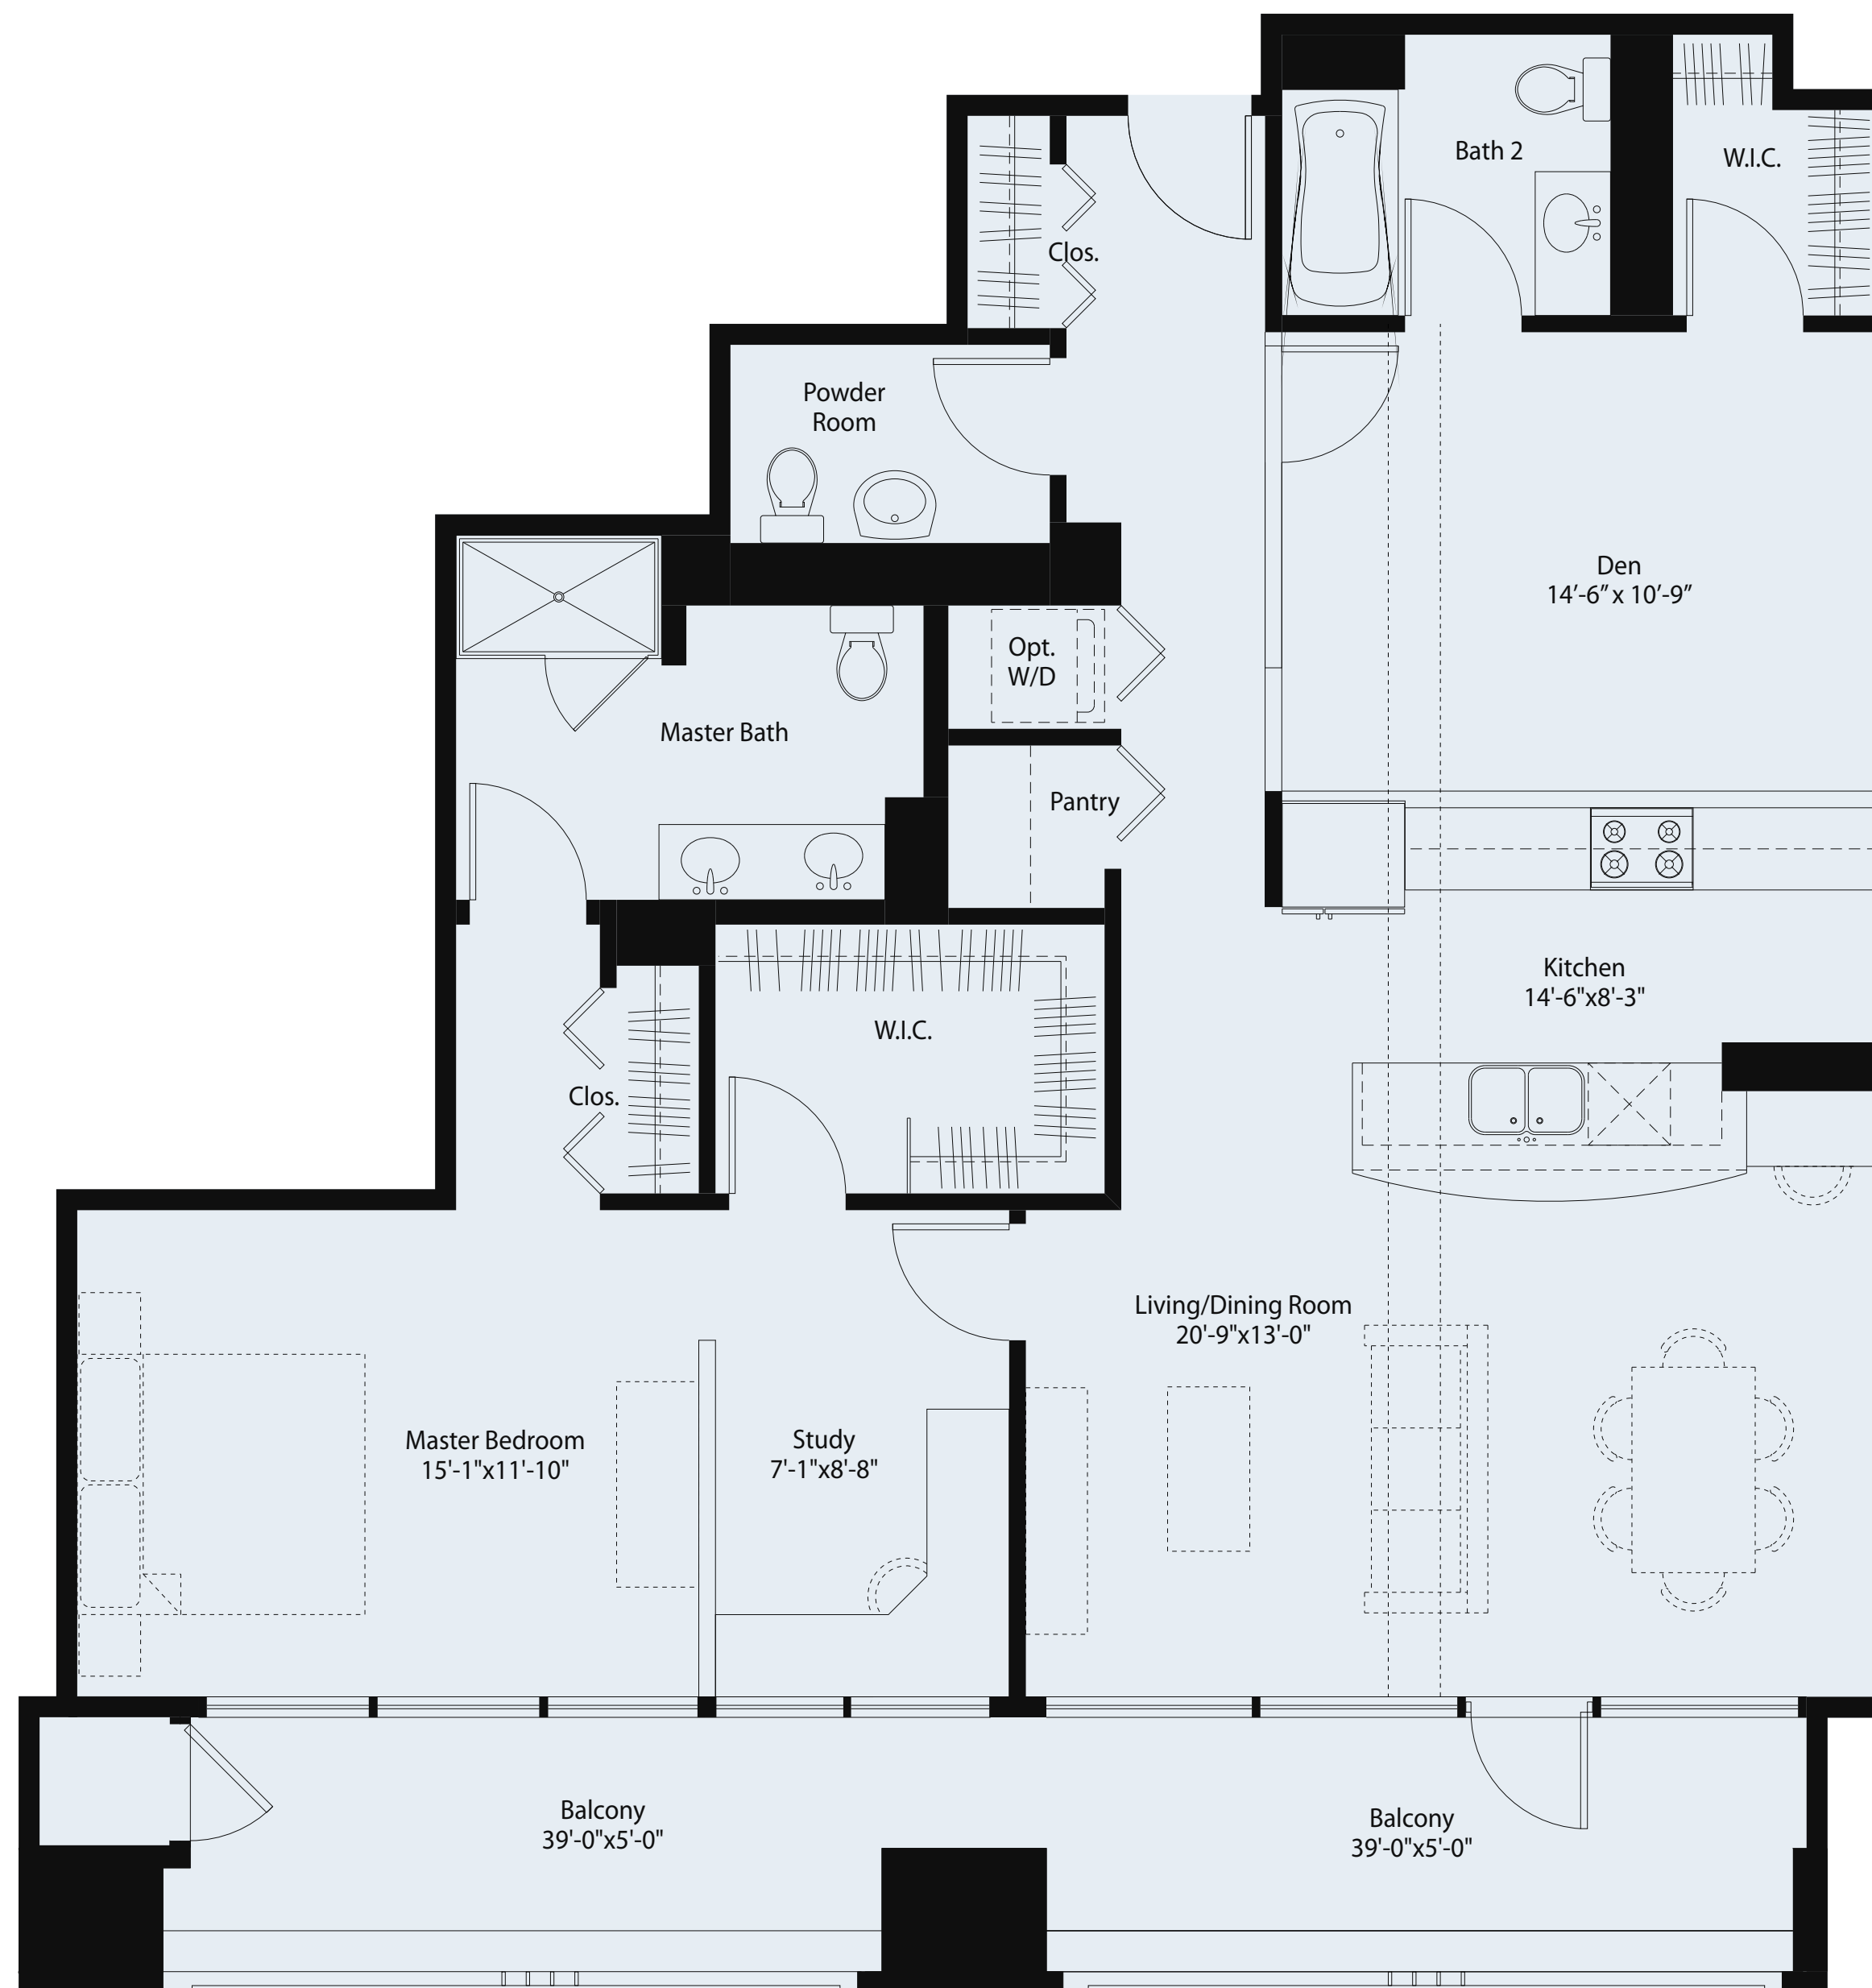 Bath 2
W.I.C.
Clos.
Powder
Room
Den
14’-6” x 10’-9”
Opt.
W/D
Master Bath
Pantry
Kitchen
14'-6"x8'-3"
W.I.C.
Clos.
Living/Dining Room
20'-9"x13'-0"
Master Bedroom
15'-1"x11'-10"
Study
7'-1"x8'-8"
Balcony
39'-0"x5'-0"
Balcony
39'-0"x5'-0"